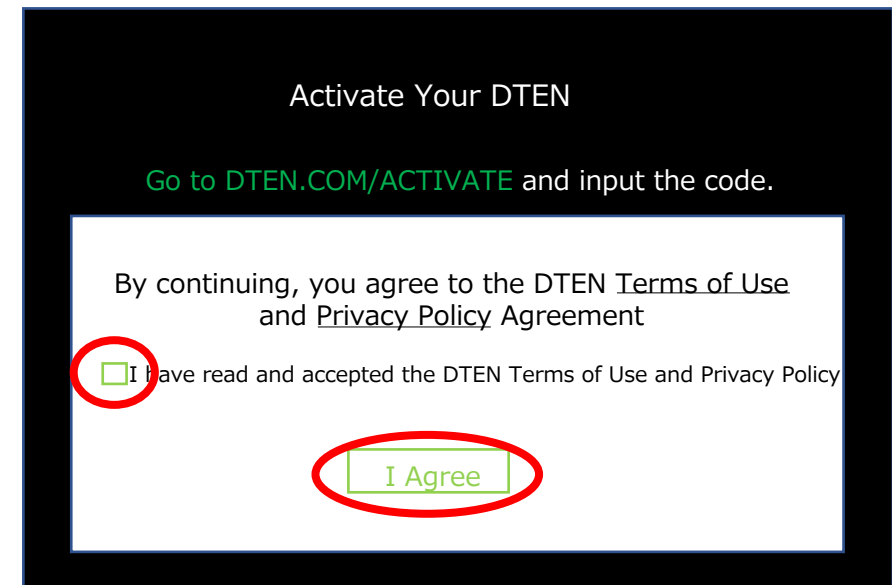 Activate Your DTEN
Go to DTEN.COM/ACTIVATE and input the code.
By continuing, you agree to the DTEN Terms of Use
and Privacy Policy Agreement
I have read and accepted the DTEN Terms of Use and Privacy Policy
I Agree